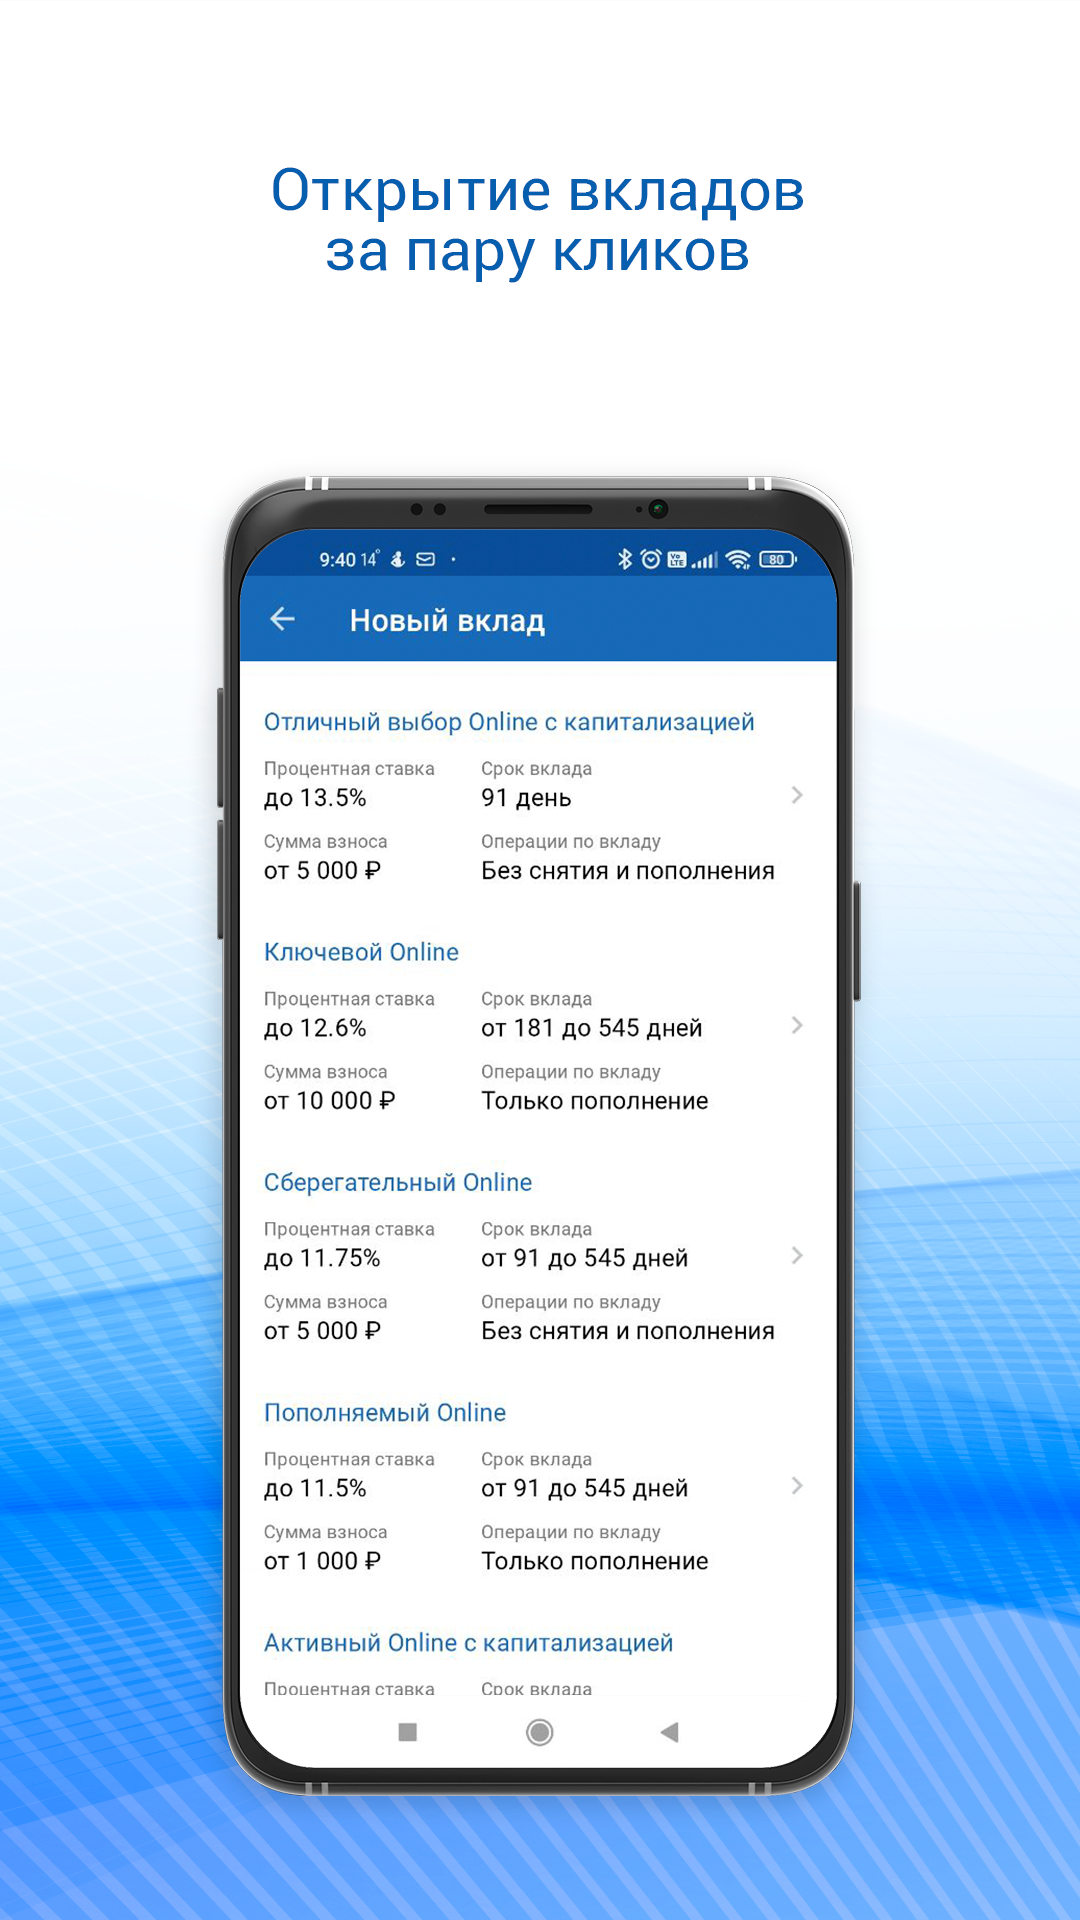 Открытие вкладов
за пару кликов
9:40 14°
VoLTE
80
Новый вклад
Отличный выбор Online с капитализацией
Процентная ставка Срок вклада
до 13.5% 91 день
Сумма взноса Операции по вкладу
от 5 000 ₽ Без снятия и пополнения
Ключевой Online
Процентная ставка Срок вклада
до 12.6% от 181 до 545 дней
Сумма взноса Операции по вкладу
от 10 000 ₽ Только пополнение
Сберегательный Online
Процентная ставка Срок вклада
до 11.75% от 91 до 545 дней
Сумма взноса Операции по вкладу
от 5 000 ₽ Без снятия и пополнения
Пополняемый Online
Процентная ставка Срок вклада
до 11.5% от 91 до 545 дней
Сумма взноса Операции по вкладу
от 1 000 ₽ Только пополнение
Активный Online с капитализацией
Процентная ставка Срок вклада